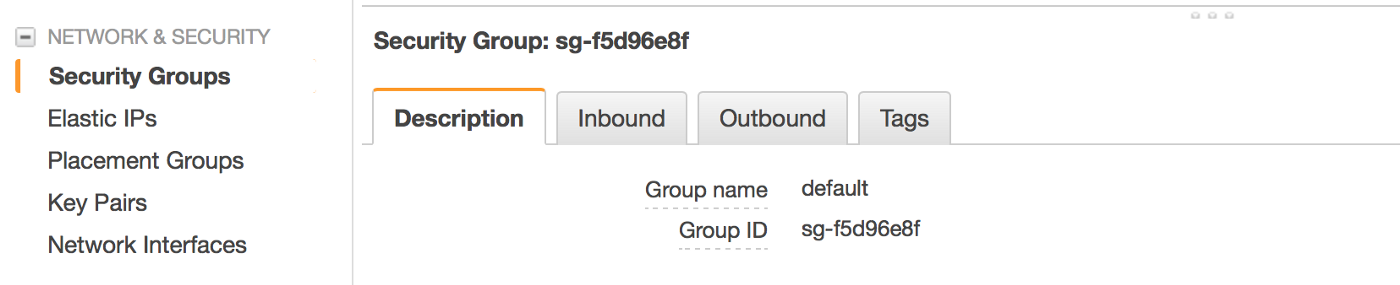 NETWORK & SECURITY
Security Groups
Elastic IPs
Placement Groups
Key Pairs
Network Interfaces
Security Group: sg-f5d96e8f
Description Inbound Outbound Tags
Group name default
Group ID sg-f5d96e8f